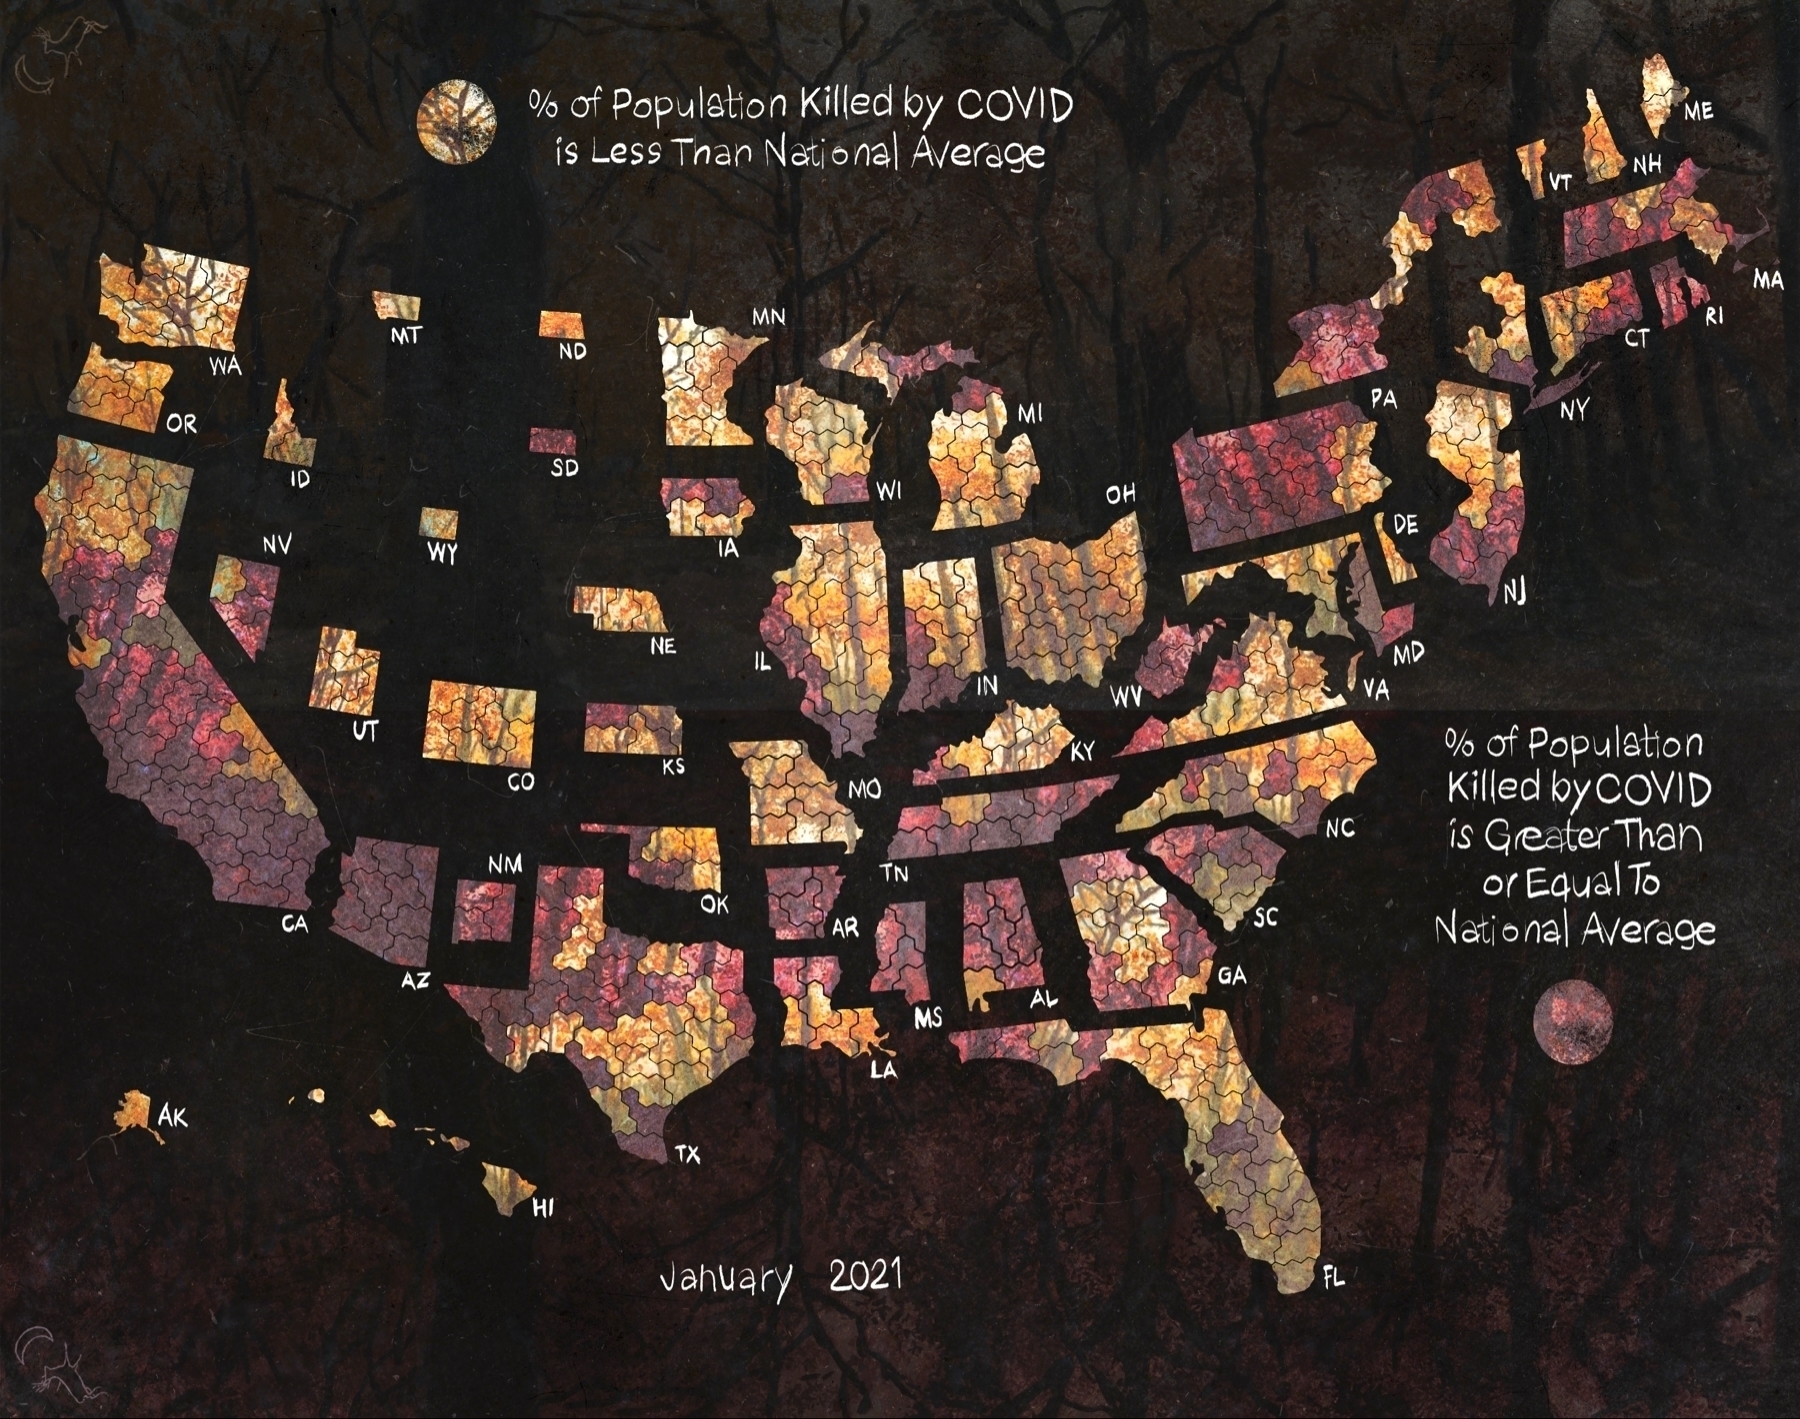 % of Population Killed by COVID
is Less Than National Average
ME
NH
VT
MA
RI
CT
NY
PA
WA
MT
ND
MN
OR
ID
SD
MI
WI
OH
DE
NJ
NV
WY
IA
NE
IL
IN
WV
MD
VA
UT
CO
KS
MO
KY
% of Population
Killed by COVID
is Greater Than
or Equal To
National Average
NC
TN
NM
OK
AR
SC
CA
AZ
AL
GA
MS
LA
AK
TX
HI
FL
January 2021